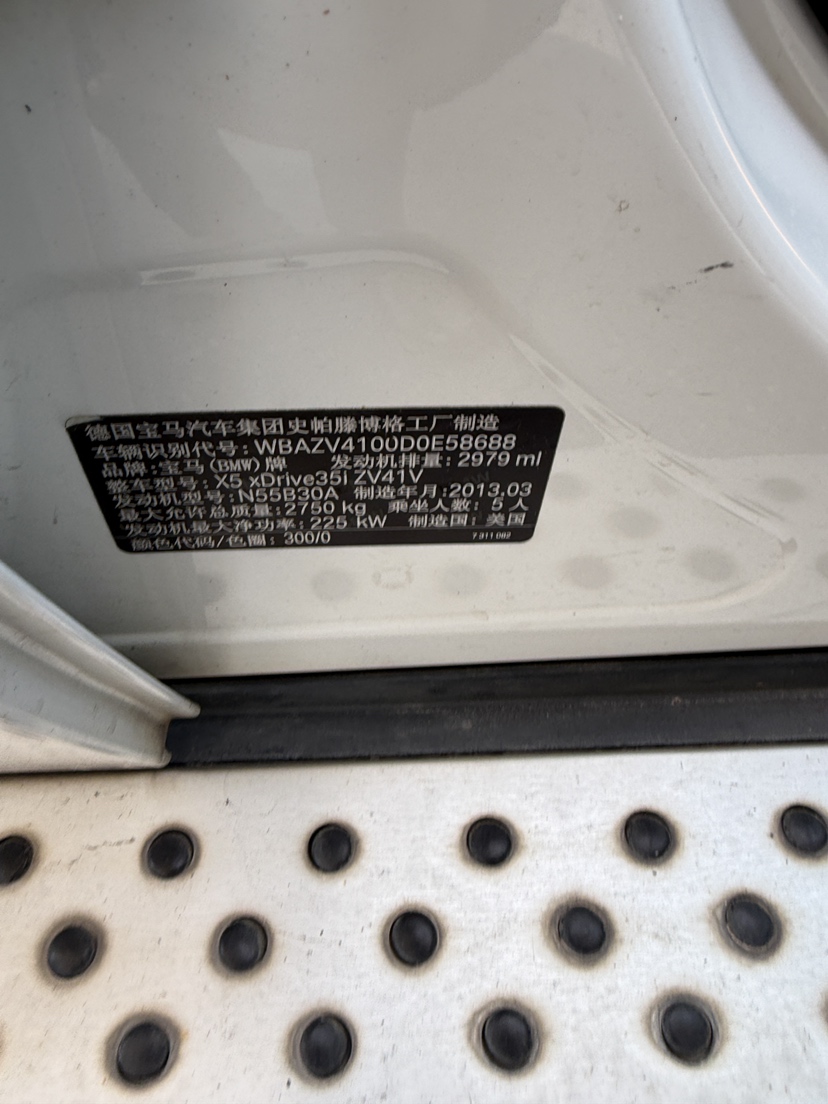 德国宝马汽车集团史帕滕博格工厂制造
车辆识别代号: WBAZV4100D0E58688
品牌: 宝马(BMW)牌 发动机排量: 2979 ml
整车型号: X5 xDrive35i ZV41V
发动机型号: N55B30A 制造年月: 2013.03
最大允许总质量: 2750 kg 乘坐人数: 5 人
发动机最大净功率: 225 kW 制造国: 美国
颜色代码/色圈: 300/0 7 311 082